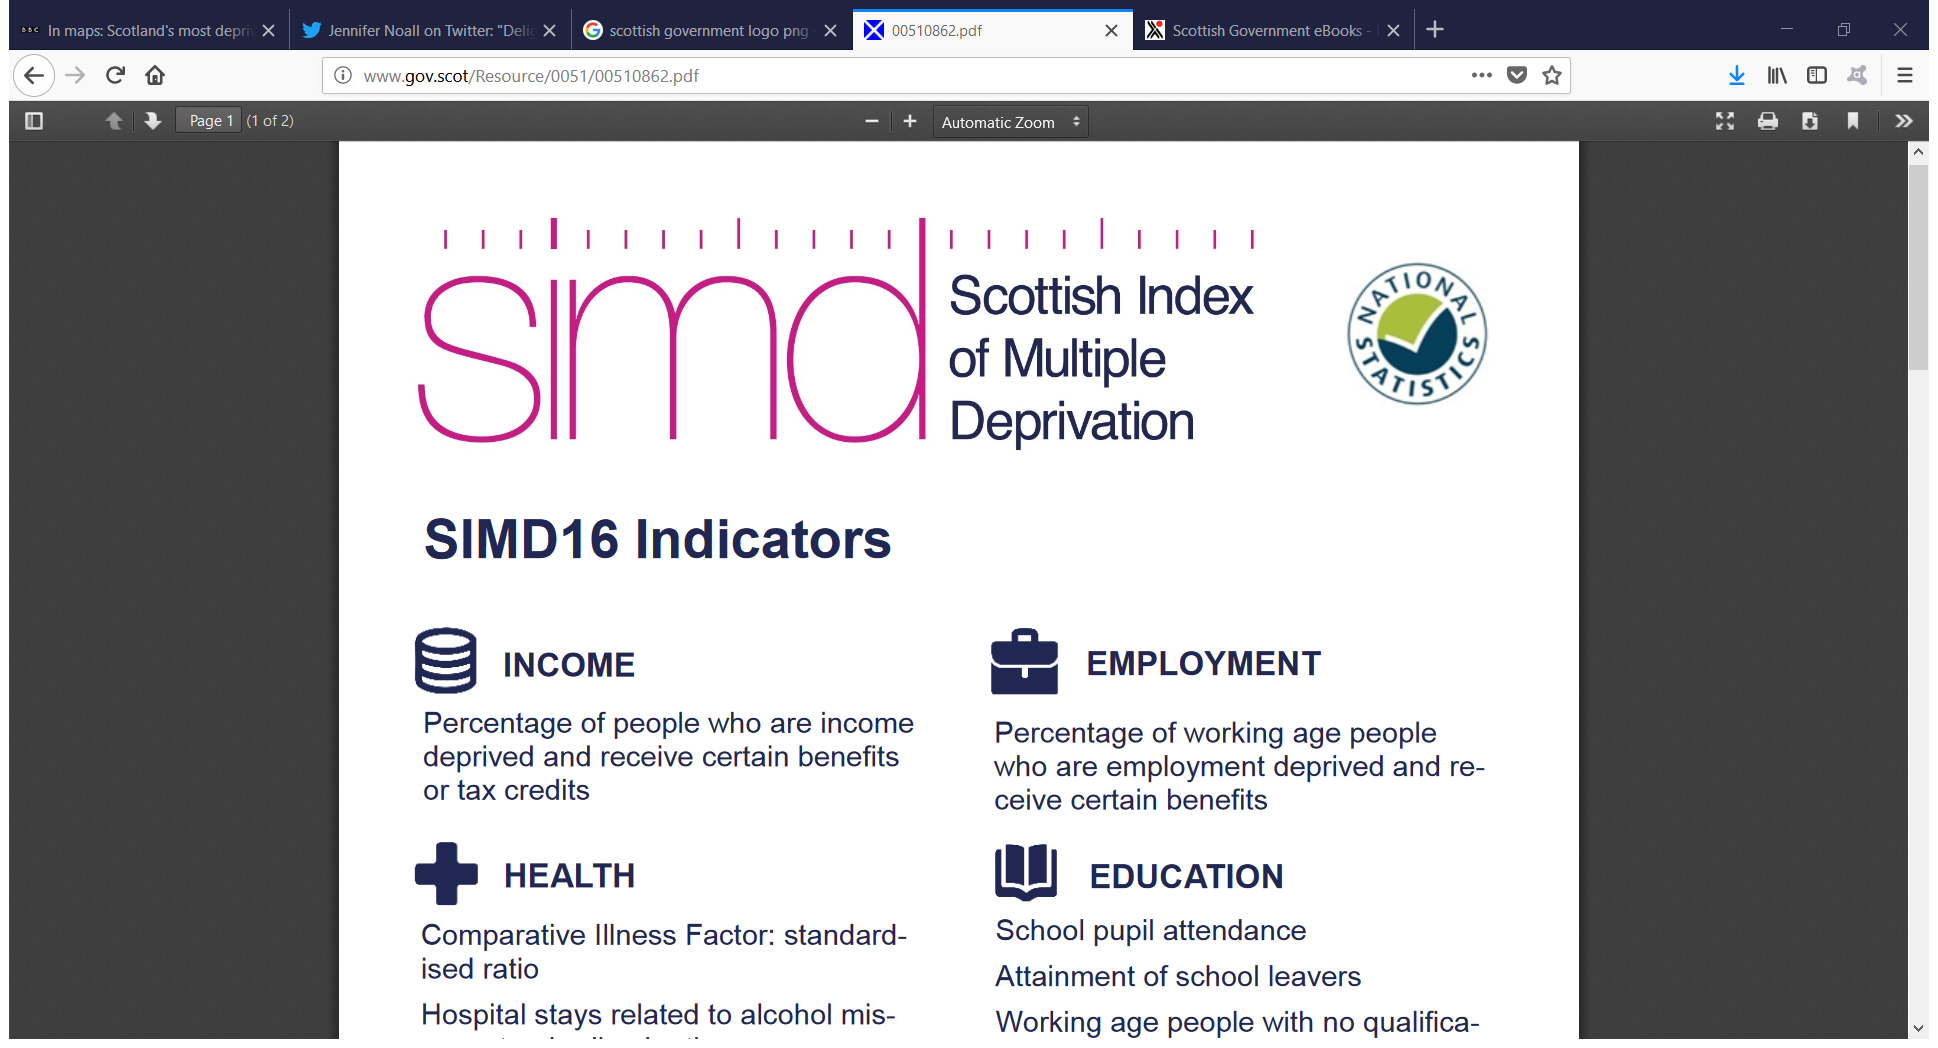 In maps: Scotland's most depri
Jennifer Noall on Twitter: "Deli
scottish government logo png
00510862.pdf
Scottish Government eBooks -
www.gov.scot/Resource/0051/00510862.pdf
Page 1 (1 of 2)
Automatic Zoom
simd
Scottish Index
of Multiple
Deprivation
NATIONAL STATISTICS
SIMD16 Indicators
INCOME
Percentage of people who are income
deprived and receive certain benefits
or tax credits
EMPLOYMENT
Percentage of working age people
who are employment deprived and re-
ceive certain benefits
HEALTH
Comparative Illness Factor: standard-
ised ratio
Hospital stays related to alcohol mis-
EDUCATION
School pupil attendance
Attainment of school leavers
Working age people with no qualifica-